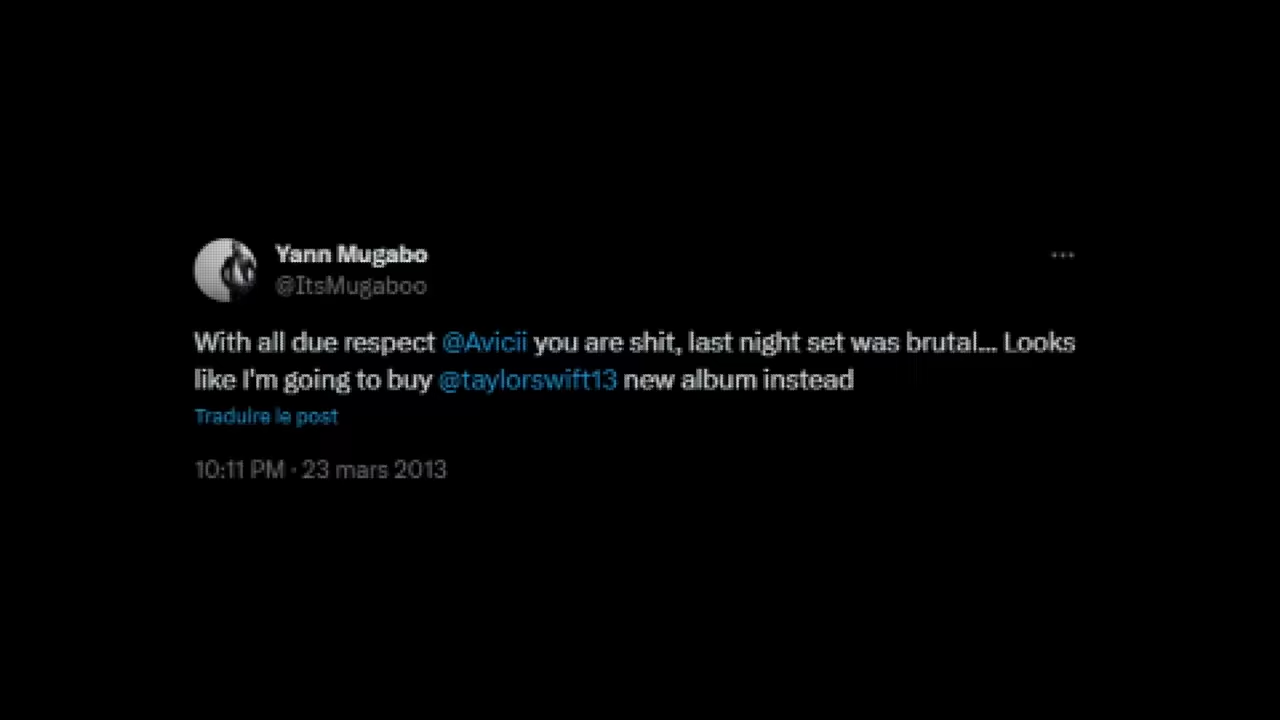 Yann Mugabo
@ItsMugaboo
With all due respect @Avicii you are shit, last night set was brutal... Looks
like I'm going to buy @taylorswift13 new album instead
Traduire le post
10:11 PM · 23 mars 2013